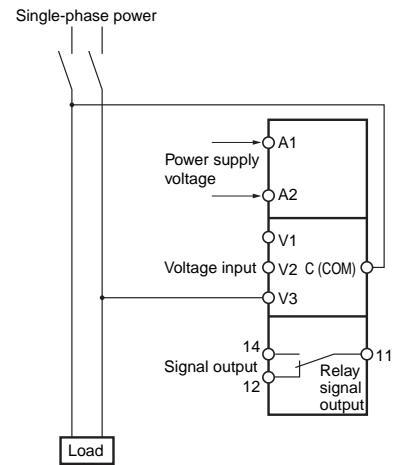 Single-phase power
A1
Power supply
voltage
A2
V1
Voltage input V2 C (COM)
V3
14
Signal output
12
11
Relay
signal
output
Load